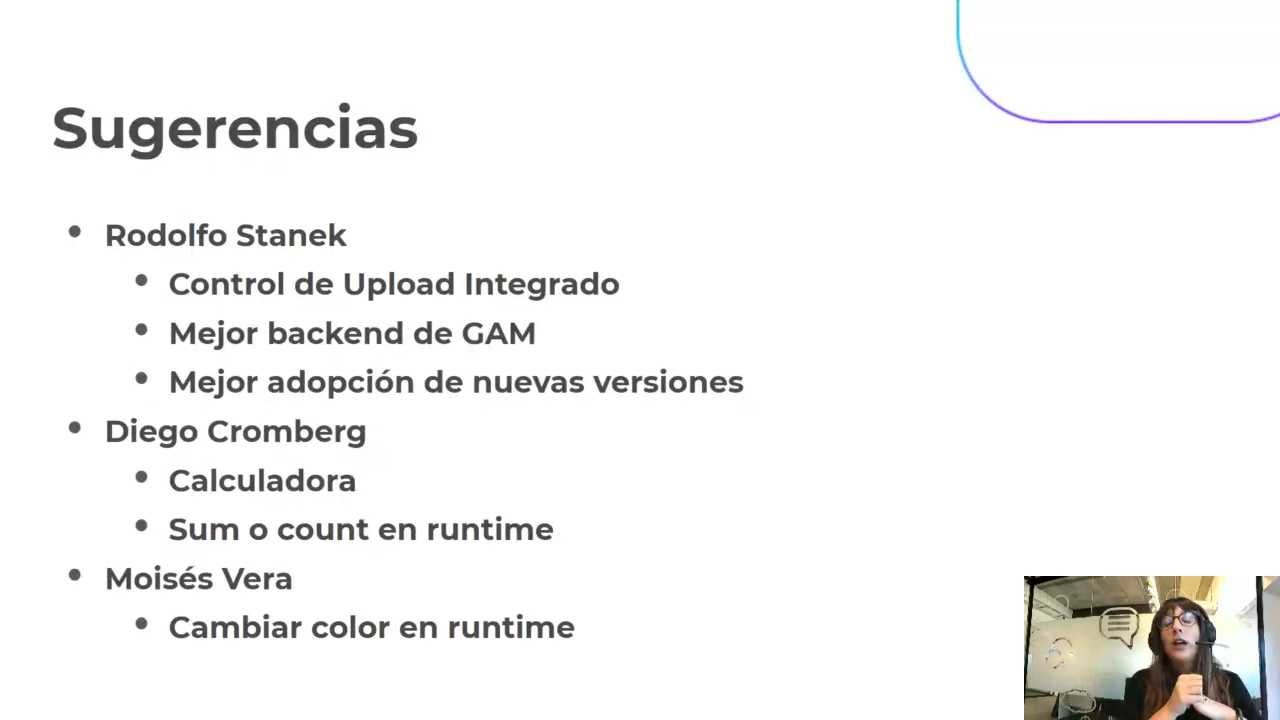 Sugerencias
Rodolfo Stanek
Control de Upload Integrado
Mejor backend de GAM
Mejor adopción de nuevas versiones
Diego Cromberg
Calculadora
Sum o count en runtime
Moisés Vera
Cambiar color en runtime